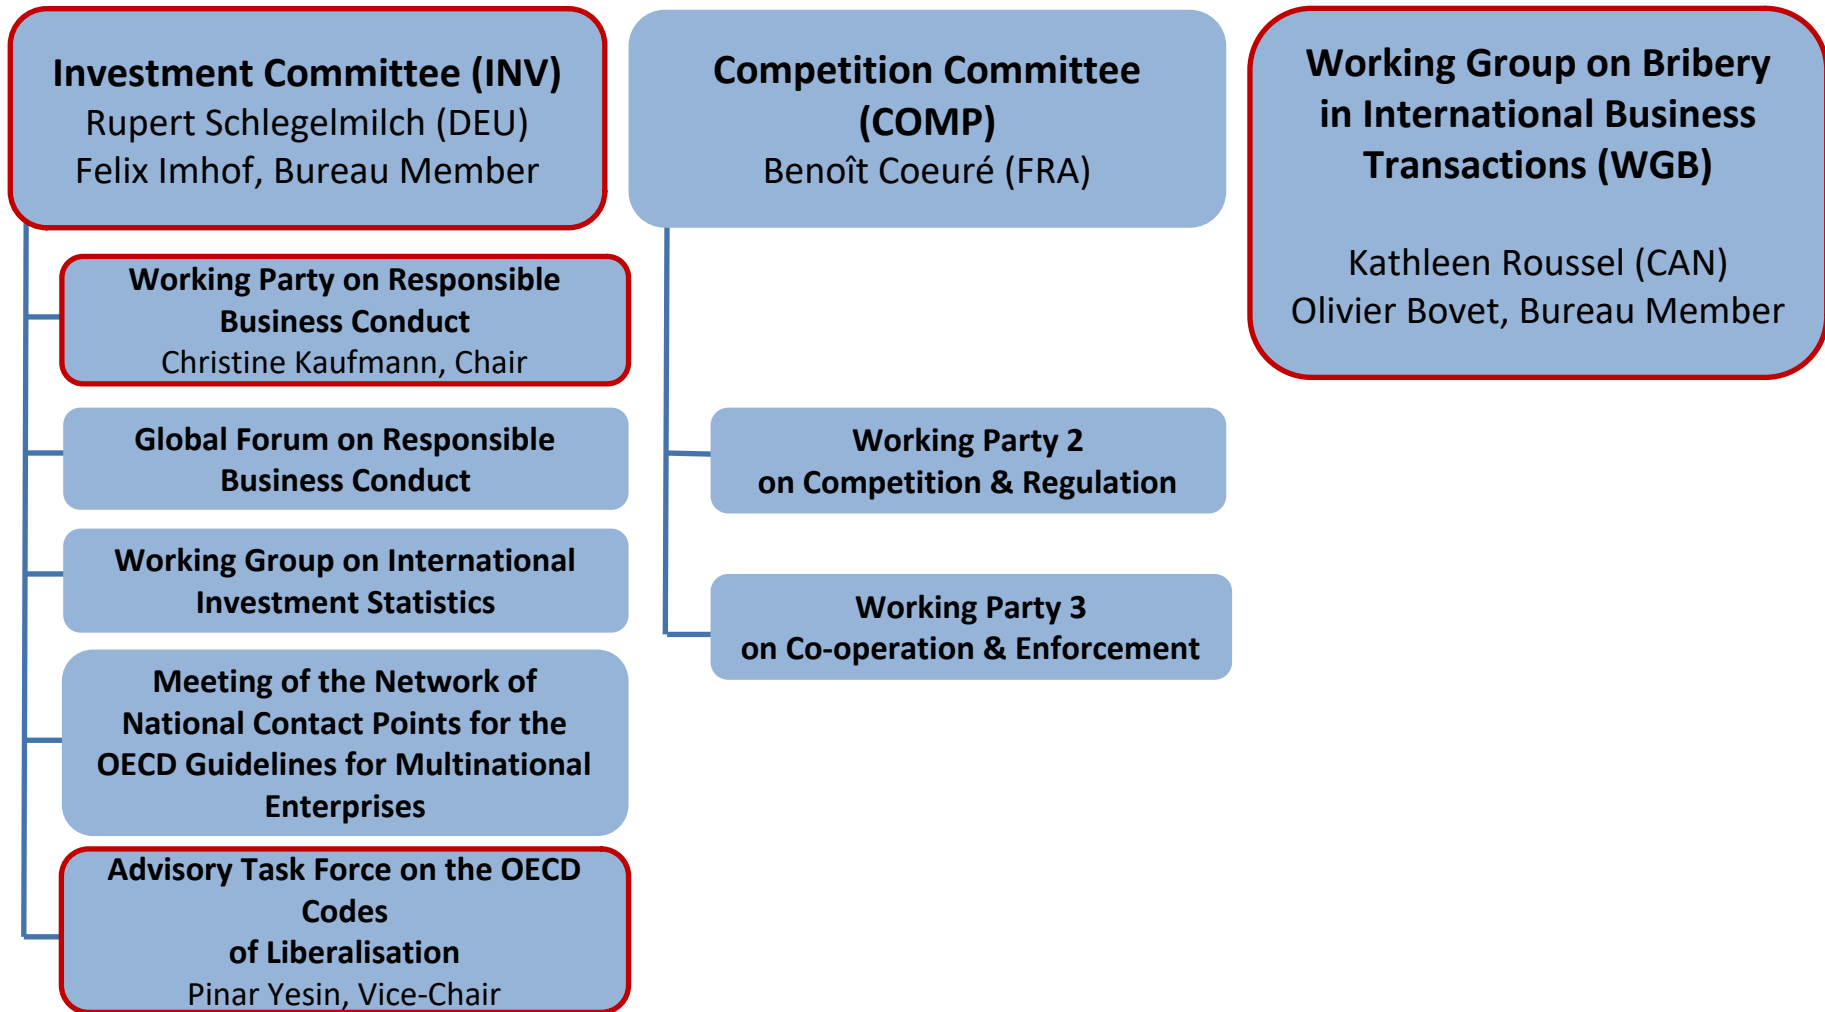 Investment Committee (INV)
Rupert Schlegelmilch (DEU)
Felix Imhof, Bureau Member
Working Party on Responsible
Business Conduct
Christine Kaufmann, Chair
Global Forum on Responsible
Business Conduct
Working Group on International
Investment Statistics
Meeting of the Network of
National Contact Points for the
OECD Guidelines for Multinational
Enterprises
Advisory Task Force on the OECD
Codes
of Liberalisation
Pinar Yesin, Vice-Chair
Competition Committee
(COMP)
Benoît Coeuré (FRA)
Working Party 2
on Competition & Regulation
Working Party 3
on Co-operation & Enforcement
Working Group on Bribery
in International Business
Transactions (WGB)
Kathleen Roussel (CAN)
Olivier Bovet, Bureau Member